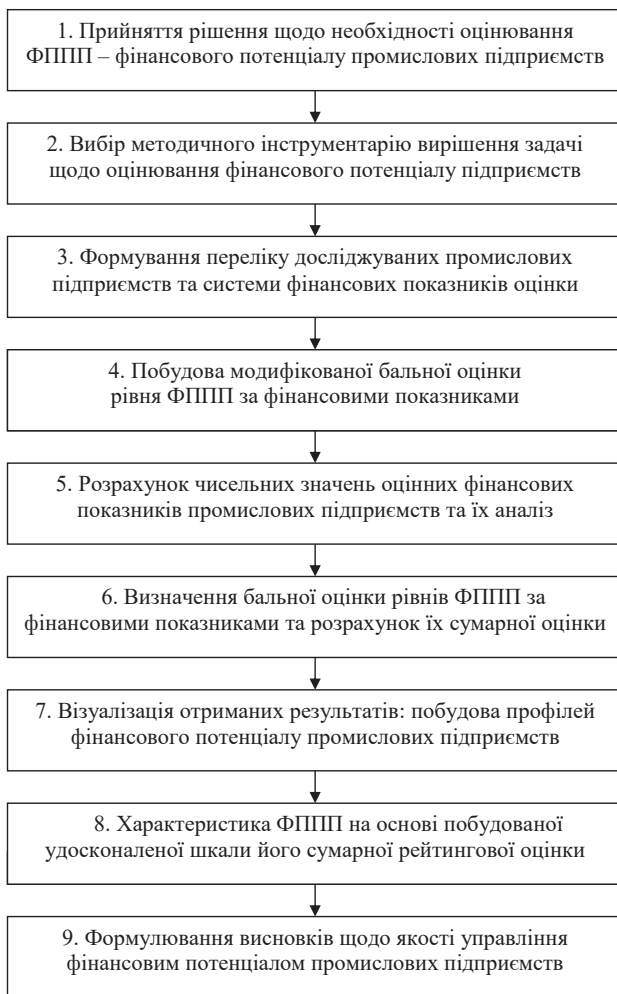 1. Прийняття рішення щодо необхідності оцінювання
ФППП – фінансового потенціалу промислових підприємств
2. Вибір методичного інструментарію вирішення задачі
щодо оцінювання фінансового потенціалу підприємств
3. Формування переліку досліджуваних промислових
підприємств та системи фінансових показників оцінки
4. Побудова модифікованої бальної оцінки
рівня ФППП за фінансовими показниками
5. Розрахунок чисельних значень оцінних фінансових
показників промислових підприємств та їх аналіз
6. Визначення бальної оцінки рівнів ФППП за
фінансовими показниками та розрахунок їх сумарної оцінки
7. Візуалізація отриманих результатів: побудова профілей
фінансового потенціалу промислових підприємств
8. Характеристика ФППП на основі побудованої
удосконаленої шкали його сумарної рейтингової оцінки
9. Формулювання висновків щодо якості управління
фінансовим потенціалом промислових підприємств